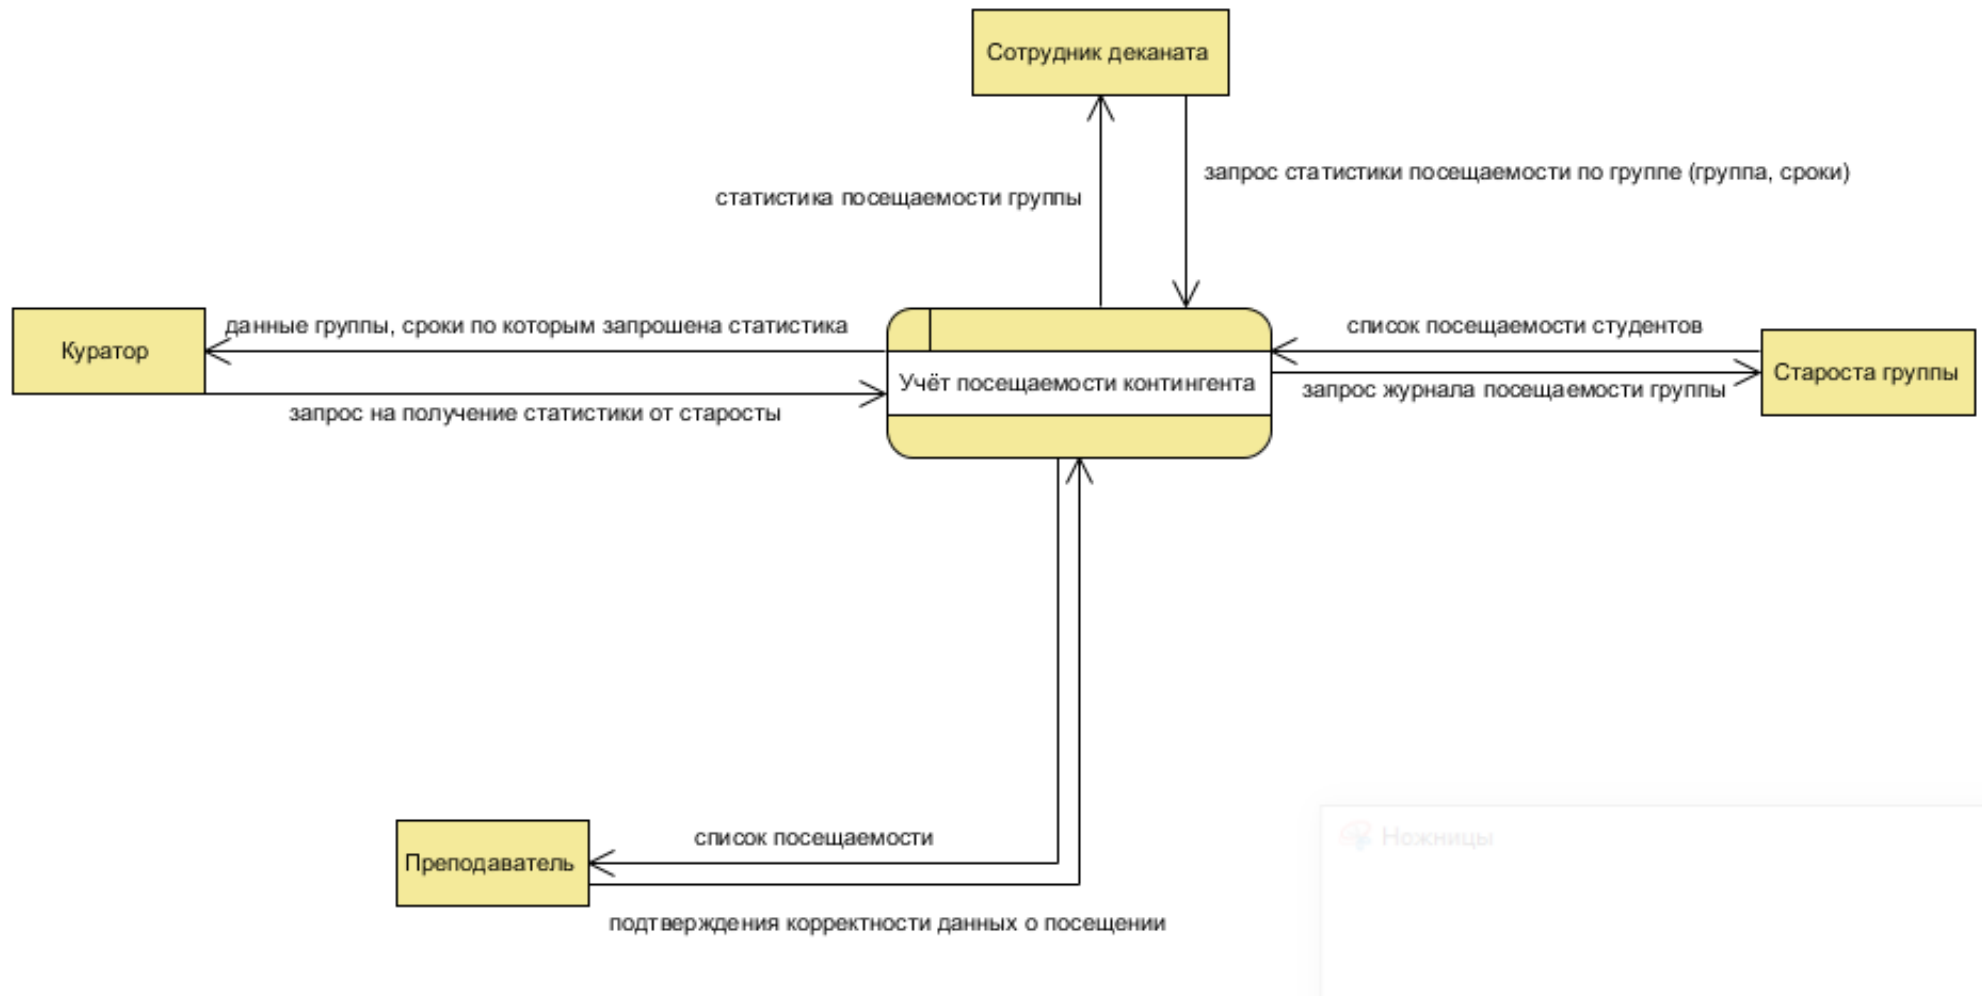 Сотрудник деканата
запрос статистики посещаемости по группе (группа, сроки)
статистика посещаемости группы
данные группы, сроки по которым запрошена статистика
список посещаемости студентов
Куратор
Учёт посещаемости контингента
Староста группы
запрос журнала посещаемости группы
запрос на получение статистики от старосты
список посещаемости
Ножницы
Преподаватель
подтверждения корректности данных о посещении